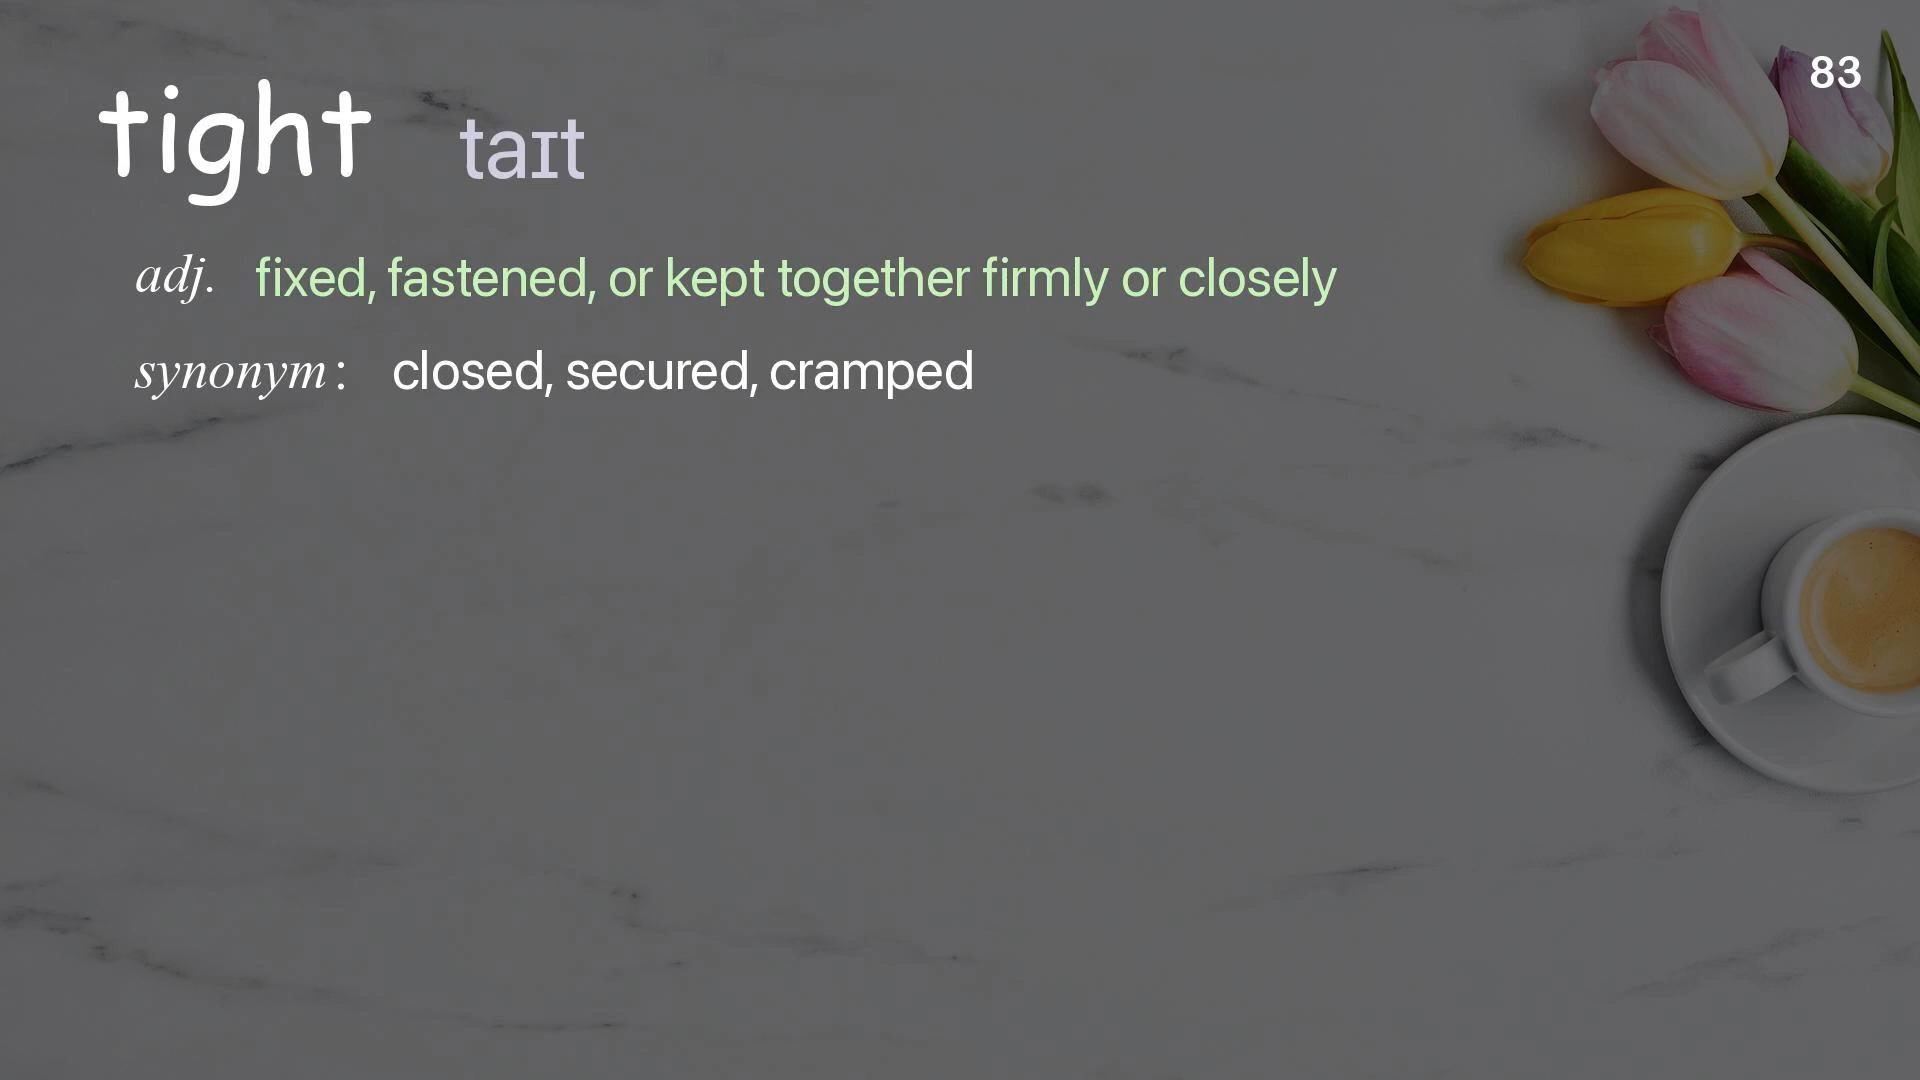 83
tight taɪt
adj. fixed, fastened, or kept together firmly or closely
synonym : closed, secured, cramped